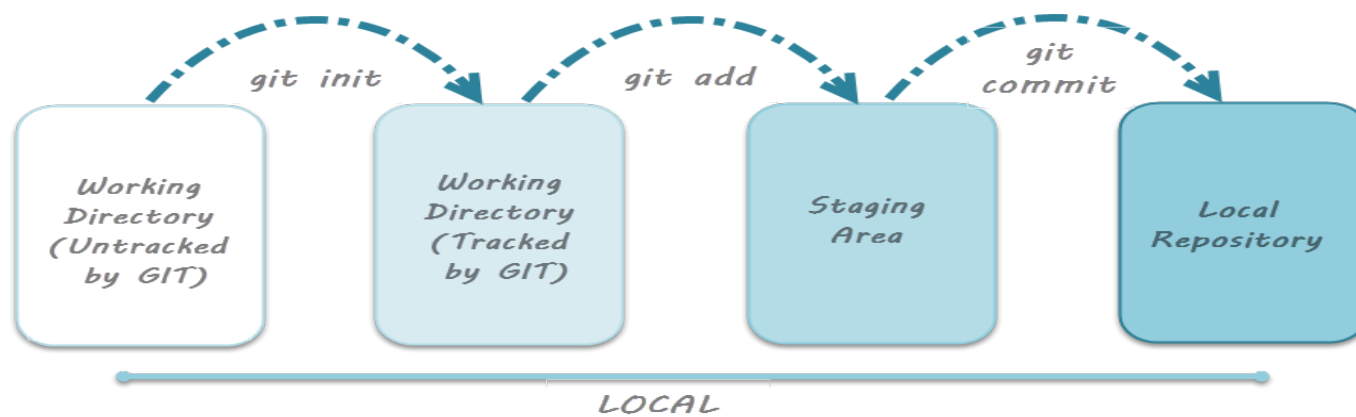 git init
git add
git
commit
Working
Directory
(Untracked
by GIT)
Working
Directory
(Tracked
by GIT)
Staging
Area
Local
Repository
LOCAL